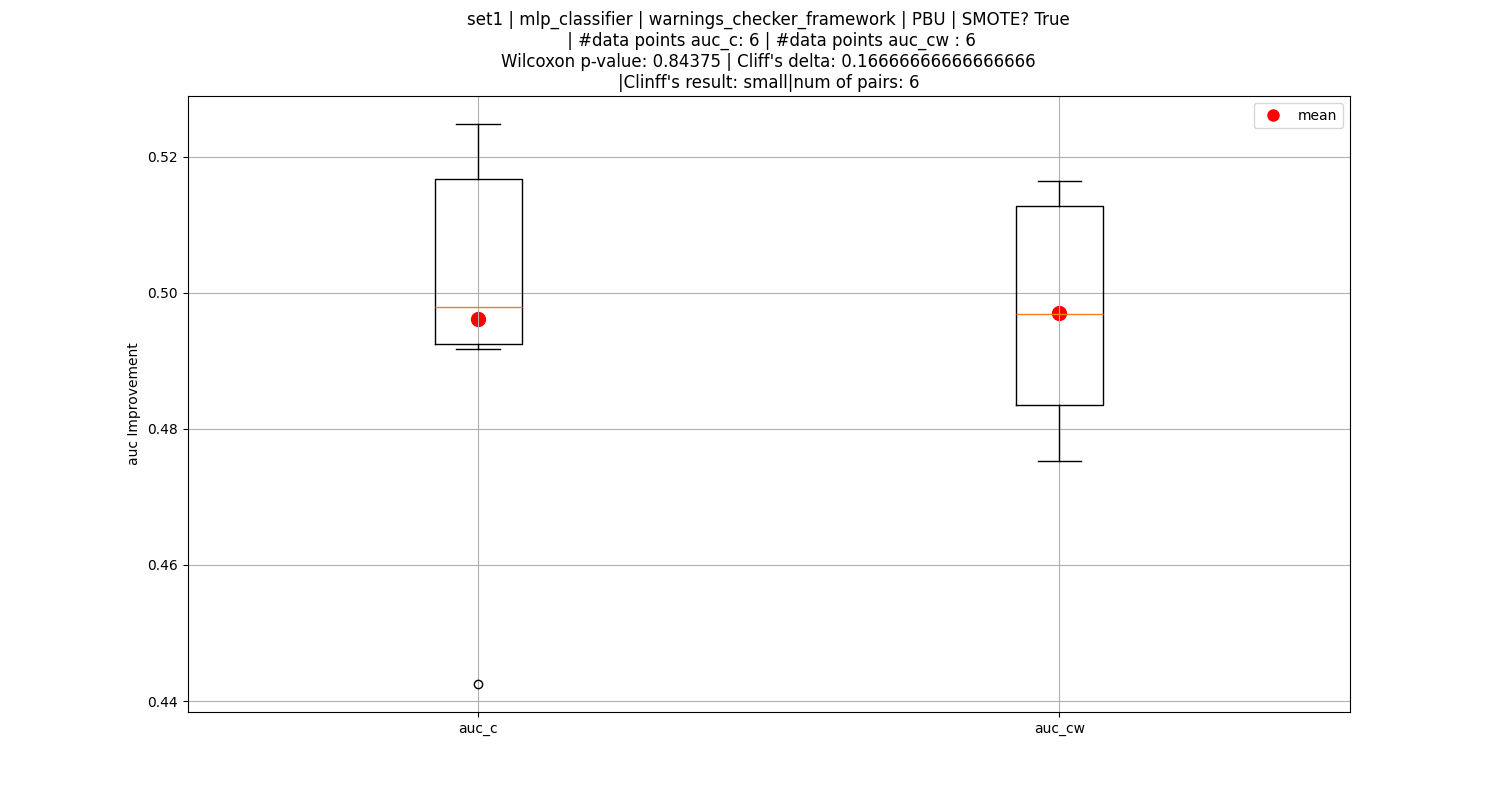 set1 | mlp_classifier | warnings_checker_framework | PBU | SMOTE? True
| #data points auc_c: 6 | #data points auc_cw : 6
Wilcoxon p-value: 0.84375 | Cliff's delta: 0.16666666666666666
|Clinff's result: small|num of pairs: 6
mean
0.52
0.50
0.48
0.46
0.44
auc Improvement
auc_c
auc_cw